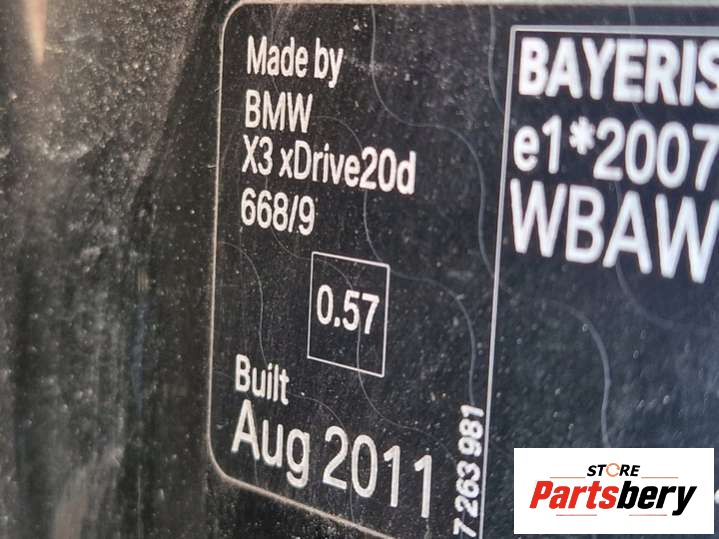 Made by
BMW
X3 xDrive20d
668/9
0.57
Built
Aug 2011
7 263 981
BAYERIS
e1*2007
WBAW
STORE
Partsbery